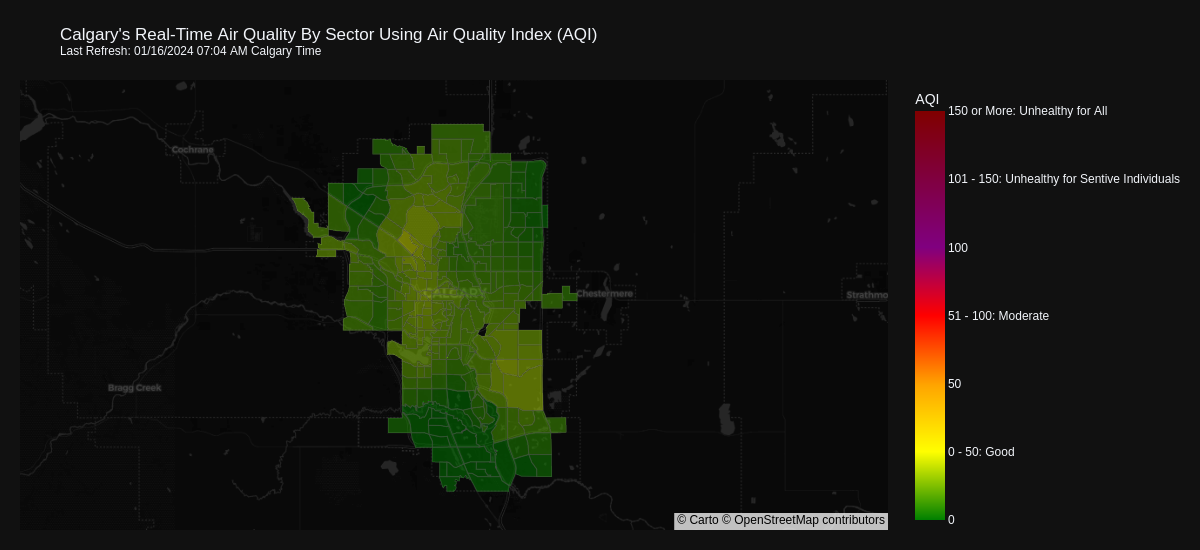 Calgary's Real-Time Air Quality By Sector Using Air Quality Index (AQI)
Last Refresh: 01/16/2024 07:04 AM Calgary Time
AQI
150 or More: Unhealthy for All
101 - 150: Unhealthy for Sentive Individuals
100
51 - 100: Moderate
50
0 - 50: Good
0
Cochrane
CALGARY
Chestermere
Strathmo
Bragg Creek
© Carto © OpenStreetMap contributors